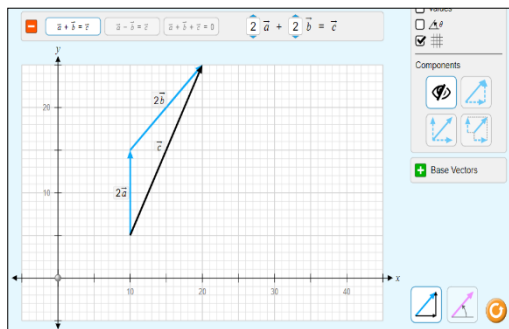 values
a + b = c
a − b = c
a + b + c = 0
2 a + 2 b = c
θ
Components
Base Vectors
y
20
10
2b
c
2a
x
10
20
30
40